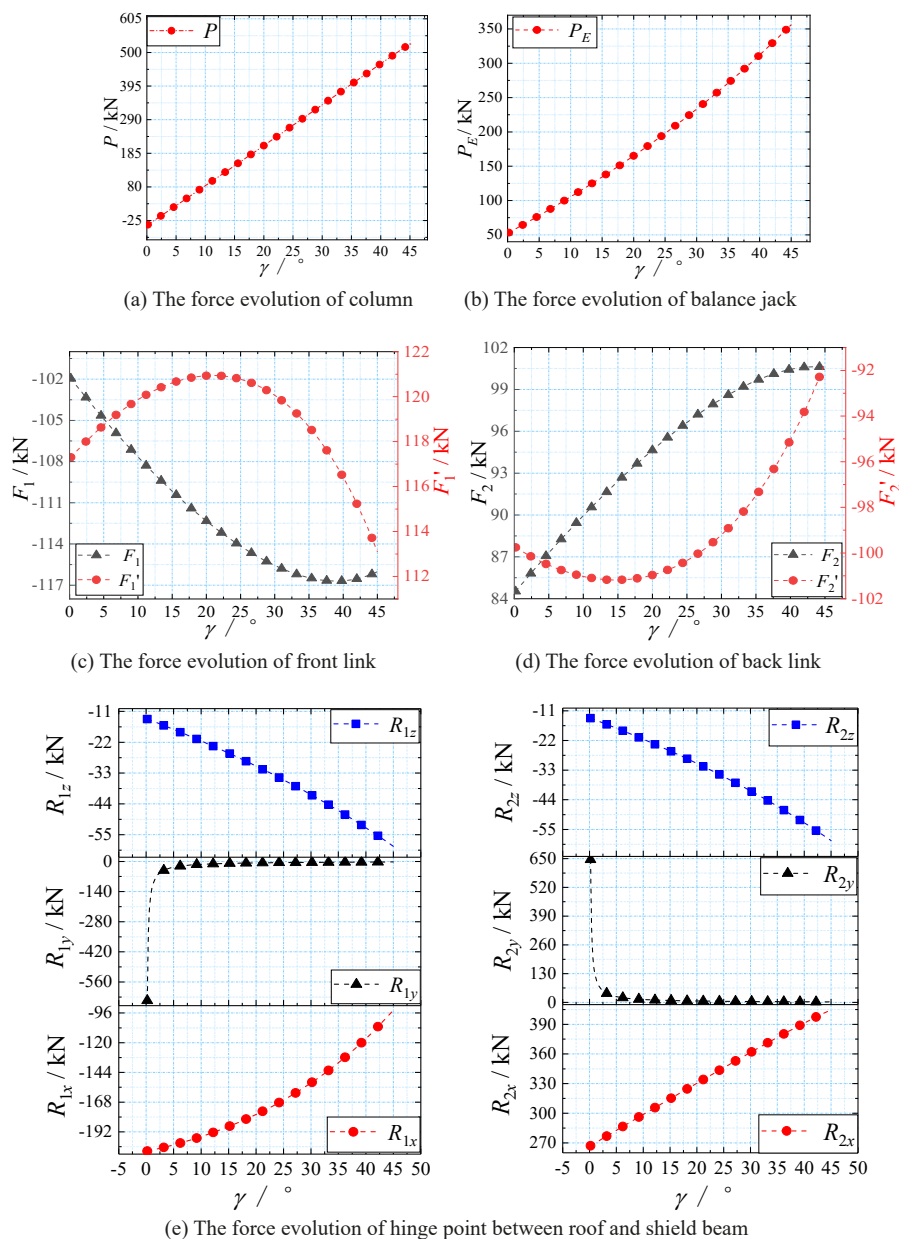 P
P / kN
600
500
395
290
185
80
-25
0 5 10 15 20 25 30 35 40 45
γ / °
(a) The force evolution of column
P_E
P_E / kN
350
300
250
200
150
100
50
0 5 10 15 20 25 30 35 40 45
γ / °
(b) The force evolution of balance jack
F_1 / kN
-102
-105
-108
-111
-114
-117
F_1
F_1'
121
120
118
117
116
114
113
112
F_1' / kN
0 5 10 15 20 25 30 35 40 45
γ / °
(c) The force evolution of front link
F_2 / kN
102
99
96
93
90
87
84
F_2
F_2'
-92
-94
-96
-98
-100
-102
F_2' / kN
0 5 10 15 20 25 30 35 40 45
γ / °
(d) The force evolution of back link
R_1z
R_1z / kN
-11
-22
-33
-44
-55
R_1y / kN
0
-140
-280
-420
-560
R_1y
R_1x / kN
-96
-120
-144
-168
-192
R_1x
-5 0 5 10 15 20 25 30 35 40 45 50
γ / °
R_2z
R_2z / kN
-11
-22
-33
-44
-55
R_2y
R_2y / kN
650
520
390
260
130
0
R_2x / kN
390
360
330
300
270
R_2x
-5 0 5 10 15 20 25 30 35 40 45 50
γ / °
(e) The force evolution of hinge point between roof and shield beam